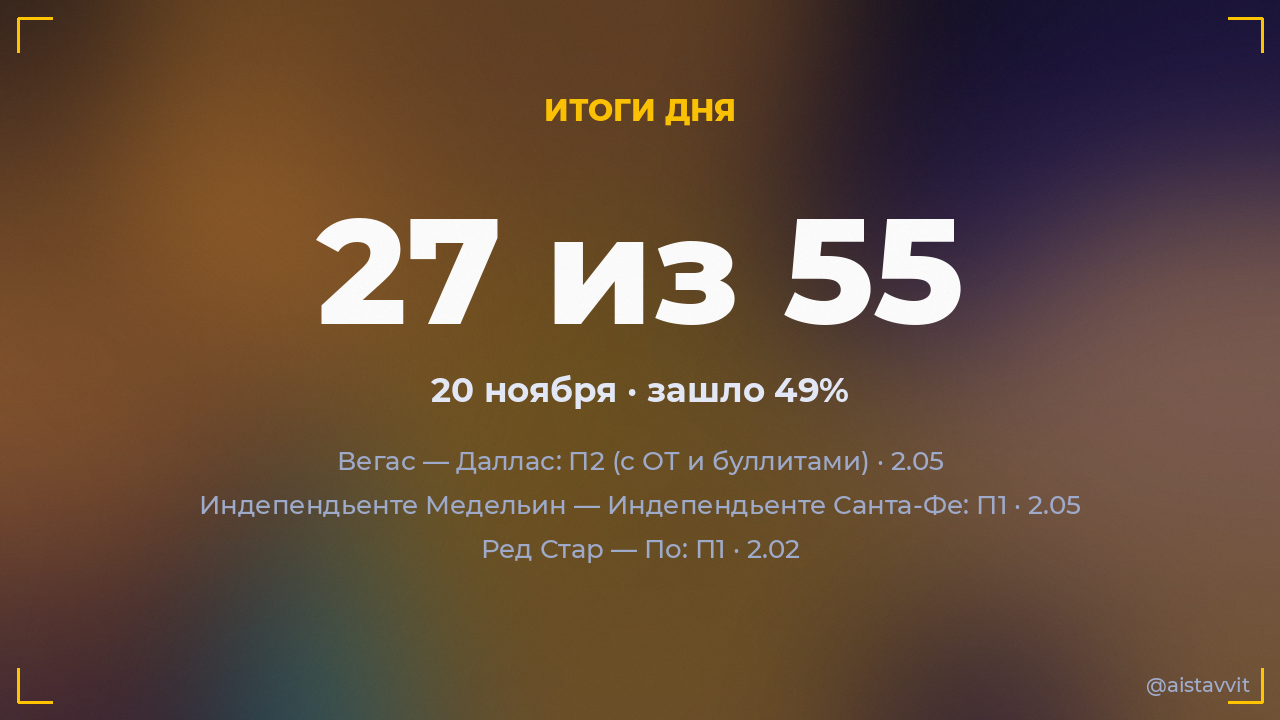 ИТОГИ ДНЯ
27 из 55
20 ноября · зашло 49%
Вегас — Даллас: П2 (с ОТ и буллитами) · 2.05
Индепендьенте Медельин — Индепендьенте Санта-Фе: П1 · 2.05
Ред Стар — По: П1 · 2.02
@aistavvit